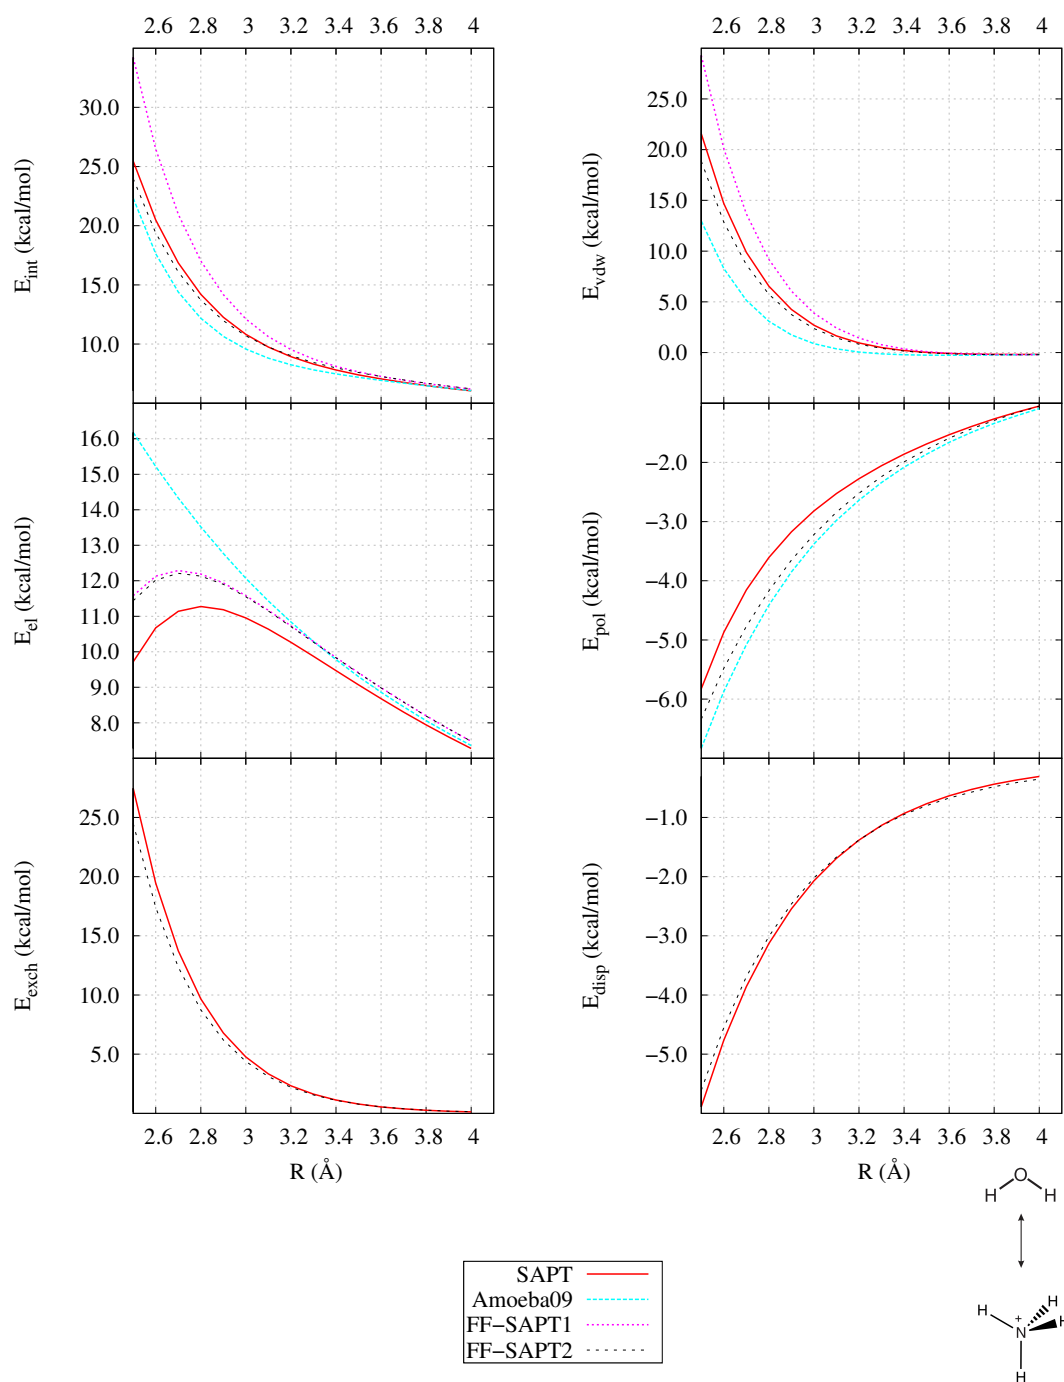 2.6 2.8 3 3.2 3.4 3.6 3.8 4
2.6 2.8 3 3.2 3.4 3.6 3.8 4
E_int (kcal/mol)
30.0
25.0
20.0
15.0
10.0
E_vdw (kcal/mol)
25.0
20.0
15.0
10.0
5.0
0.0
E_el (kcal/mol)
16.0
15.0
14.0
13.0
12.0
11.0
10.0
9.0
8.0
E_pol (kcal/mol)
−2.0
−3.0
−4.0
−5.0
−6.0
E_exch (kcal/mol)
25.0
20.0
15.0
10.0
5.0
E_disp (kcal/mol)
−1.0
−2.0
−3.0
−4.0
−5.0
2.6 2.8 3 3.2 3.4 3.6 3.8 4
R (Å)
2.6 2.8 3 3.2 3.4 3.6 3.8 4
R (Å)
O
H H
SAPT
Amoeba09
FF−SAPT1
FF−SAPT2
H
H H
+
N
H